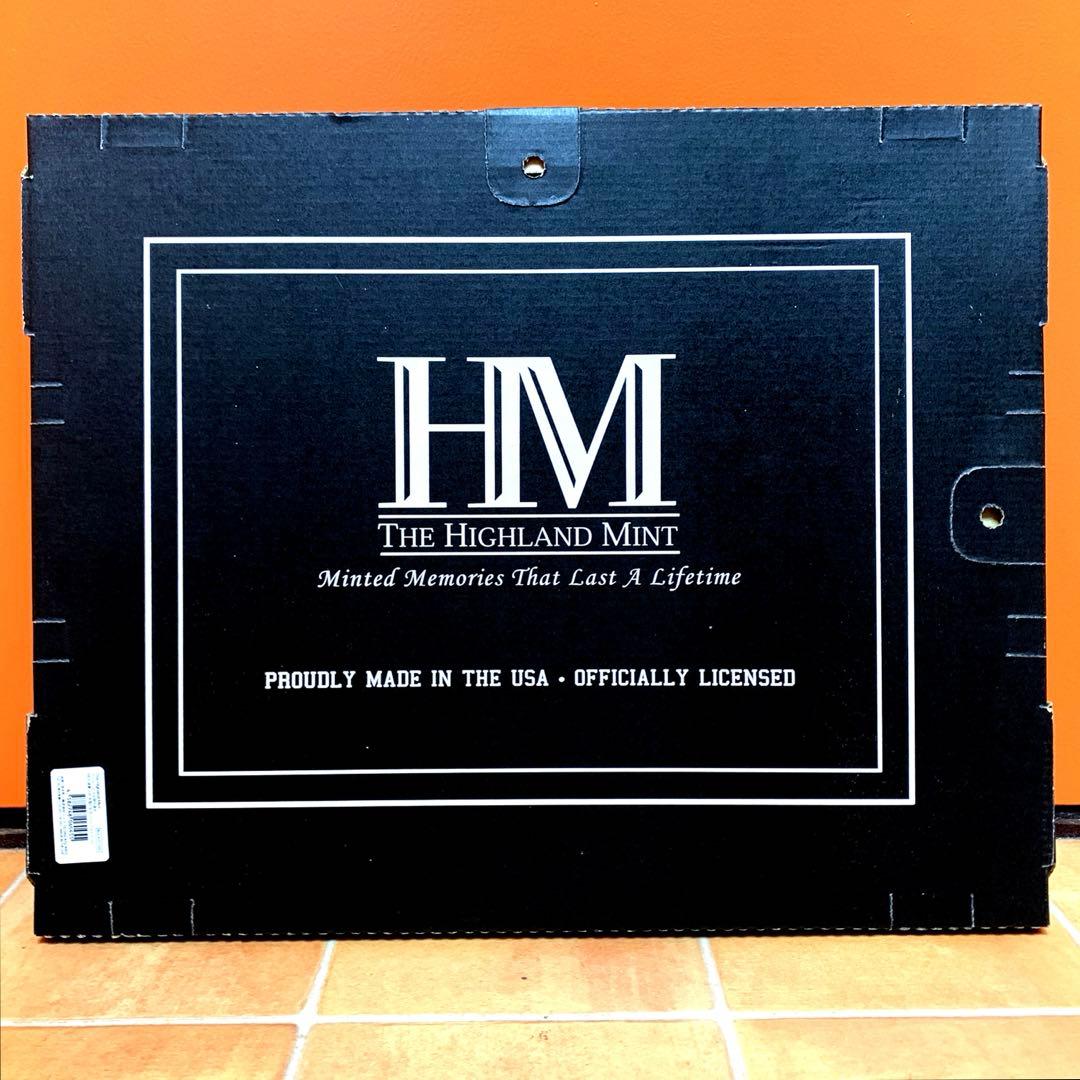 HM
THE HIGHLAND MINT
Minted Memories That Last A Lifetime
PROUDLY MADE IN THE USA • OFFICIALLY LICENSED